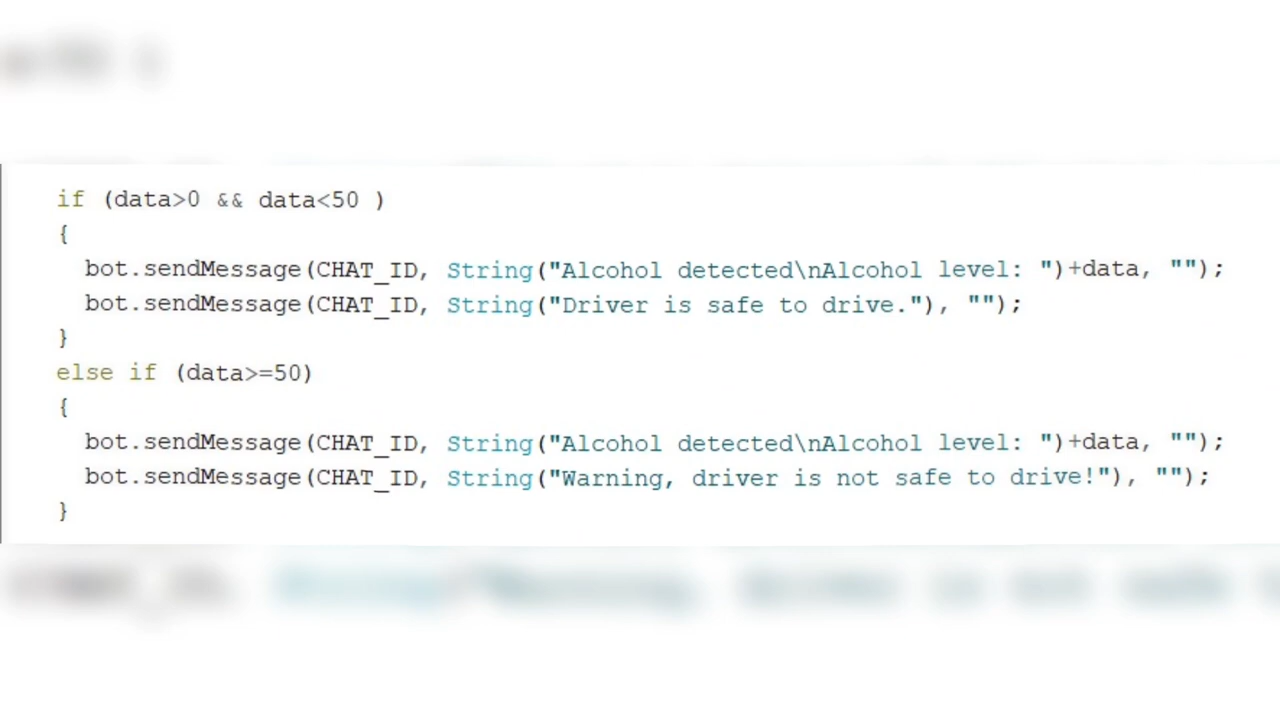 if (data>0 && data<50 )
{
bot.sendMessage(CHAT_ID, String("Alcohol detected\nAlcohol level: ")+data, "");
bot.sendMessage(CHAT_ID, String("Driver is safe to drive."), "");
}
else if (data>=50)
{
bot.sendMessage(CHAT_ID, String("Alcohol detected\nAlcohol level: ")+data, "");
bot.sendMessage(CHAT_ID, String("Warning, driver is not safe to drive!"), "");
}